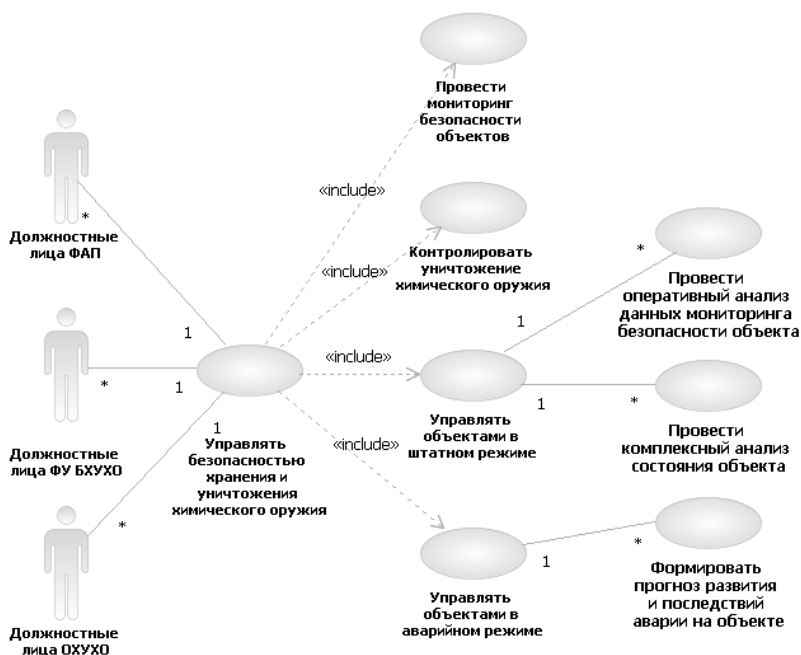 Провести
мониторинг
безопасности
объектов
«include»
Должностные
лица ФАП
*
Контролировать
уничтожение
химического оружия
«include»
*
Провести
оперативный анализ
данных мониторинга
безопасности объекта
1
1
«include»
*
1
Должностные
лица ФУ БХУХО
1
Управлять
безопасностью
хранения и
уничтожения
химического оружия
Управлять
объектами в
штатном режиме
1
*
Провести
комплексный анализ
состояния объекта
«include»
*
Должностные
лица ОХУХО
Управлять
объектами в
аварийном режиме
1
*
Формировать
прогноз развития
и последствий
аварии на объекте